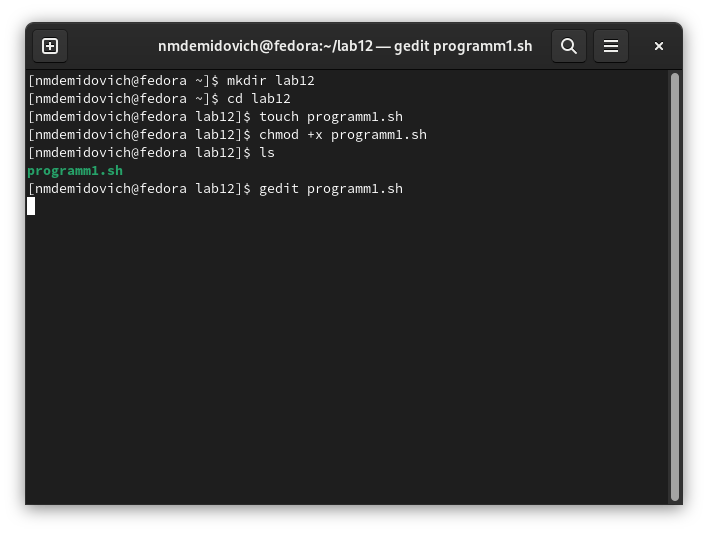 nmdemidovich@fedora:~/lab12 — gedit programm1.sh
[nmdemidovich@fedora ~]$ mkdir lab12
[nmdemidovich@fedora ~]$ cd lab12
[nmdemidovich@fedora lab12]$ touch programm1.sh
[nmdemidovich@fedora lab12]$ chmod +x programm1.sh
[nmdemidovich@fedora lab12]$ ls
programm1.sh
[nmdemidovich@fedora lab12]$ gedit programm1.sh